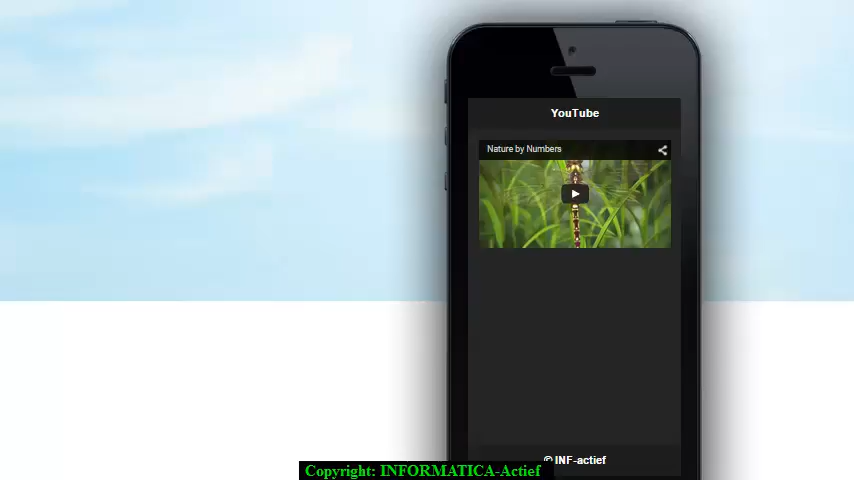 YouTube
Nature by Numbers
© INF-actief
Copyright: INFORMATICA-Actief